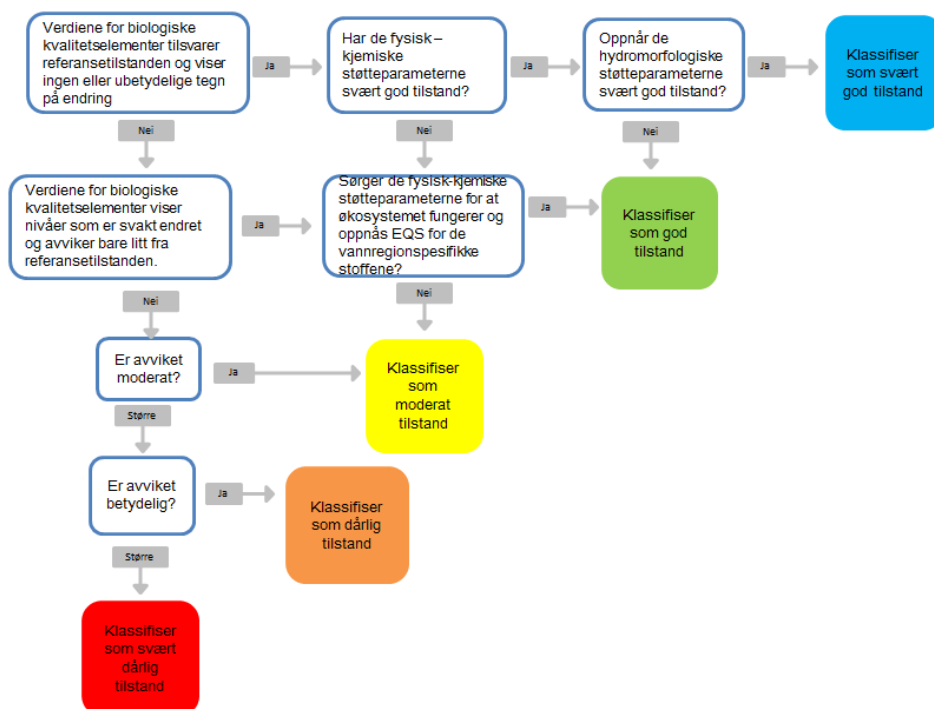 Verdiene for biologiske
kvalitetselementer tilsvarer
referansetilstanden og viser
ingen eller ubetydelige tegn
på endring
Ja
Har de fysisk –
kjemiske
støtteparameterne
svært god tilstand?
Ja
Oppnår de
hydromorfologiske
støtteparameterne
svært god tilstand?
Ja
Klassifiser
som svært
god tilstand
Nei
Nei
Nei
Verdiene for biologiske
kvalitetselementer viser
nivåer som er svakt endret
og avviker bare litt fra
referansetilstanden.
Ja
Sørger de fysisk-kjemiske
støtteparameterne for at
økosystemet fungerer og
oppnås EQS for de
vannregionspesifikke
stoffene?
Ja
Klassifiser
som god
tilstand
Nei
Nei
Er avviket
moderat?
Ja
Klassifiser
som
moderat
tilstand
Større
Er avviket
betydelig?
Ja
Klassifiser
som dårlig
tilstand
Større
Klassifiser
som svært
dårlig
tilstand